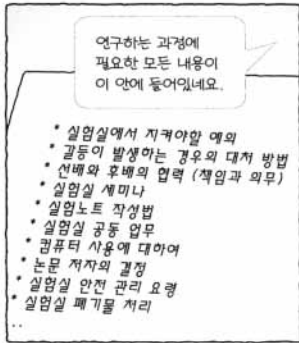 연구하는 과정에
필요한 모든 내용이
이 안에 들어있네요.
* 실험실에서 지켜야할 예의
* 갈등이 발생하는 경우의 대처 방법
* 선배와 후배의 협력 (책임과 의무)
* 실험실 세미나
* 실험노트 작성법
* 실험실 공동 업무
* 컴퓨터 사용에 대하여
* 논문 저자의 결정
* 실험실 안전 관리 요령
* 실험실 폐기물 처리
..